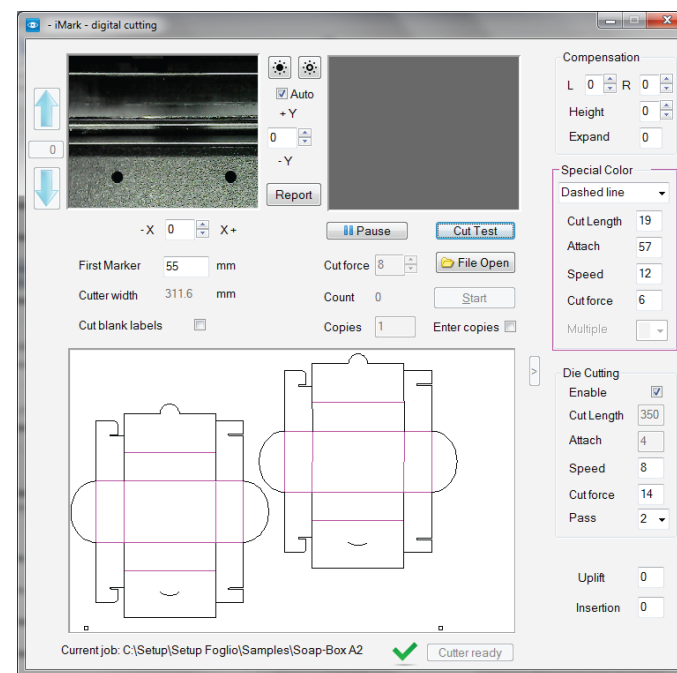 - iMark - digital cutting
Auto
+ Y
0
- Y
Report
0
- X 0 X +
First Marker 55 mm
Cutter width 311.6 mm
Cut blank labels
Pause
Cut Test
Cut force 8
File Open
Count 0
Start
Copies 1
Enter copies
>
Compensation
L 0 R 0
Height 0
Expand 0
Special Color
Dashed line
Cut Length 19
Attach 57
Speed 12
Cut force 6
Multiple
Die Cutting
Enable
Cut Length 350
Attach 4
Speed 8
Cut force 14
Pass 2
Uplift 0
Insertion 0
Current job: C:\Setup\Setup Foglio\Samples\Soap-Box A2
Cutter ready